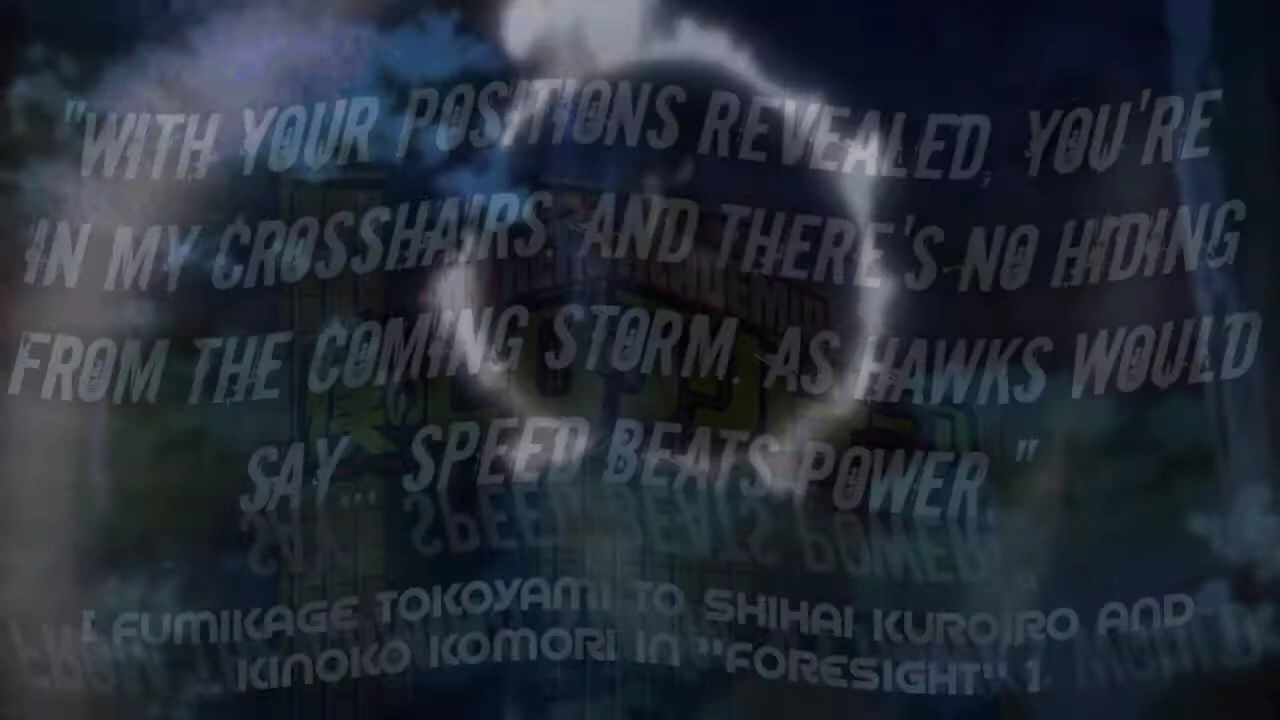 "WITH YOUR POSITIONS REVEALED, YOU'RE
IN MY CROSSHAIRS. AND THERE'S NO HIDING
FROM THE COMING STORM. AS HAWKS WOULD
SAY... SPEED BEATS POWER."
[ FUMIKAGE TOKOYAMI TO SHIHAI KUROIRO AND
KINOKO KOMORI IN "FORESIGHT" ]